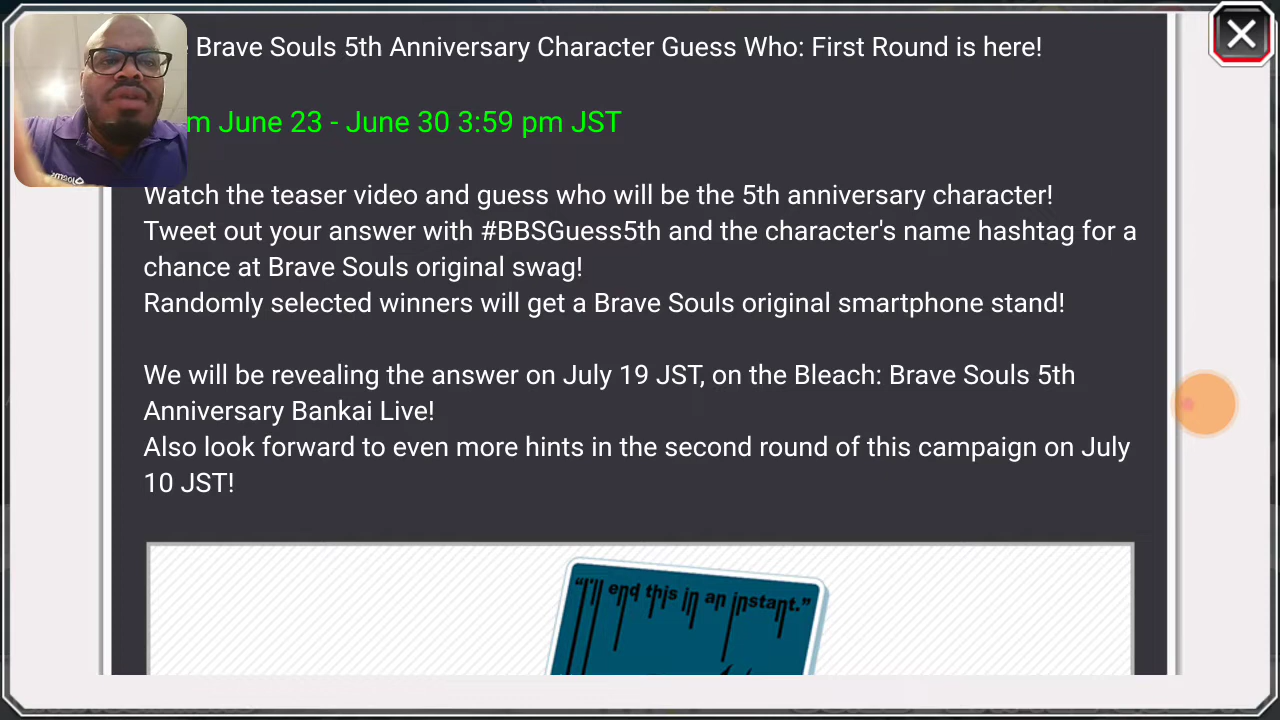 Brave Souls 5th Anniversary Character Guess Who: First Round is here!
June 23 - June 30 3:59 pm JST
Watch the teaser video and guess who will be the 5th anniversary character!
Tweet out your answer with #BBSGuess5th and the character's name hashtag for a
chance at Brave Souls original swag!
Randomly selected winners will get a Brave Souls original smartphone stand!
We will be revealing the answer on July 19 JST, on the Bleach: Brave Souls 5th
Anniversary Bankai Live!
Also look forward to even more hints in the second round of this campaign on July
10 JST!
"I'll end this in an instant."